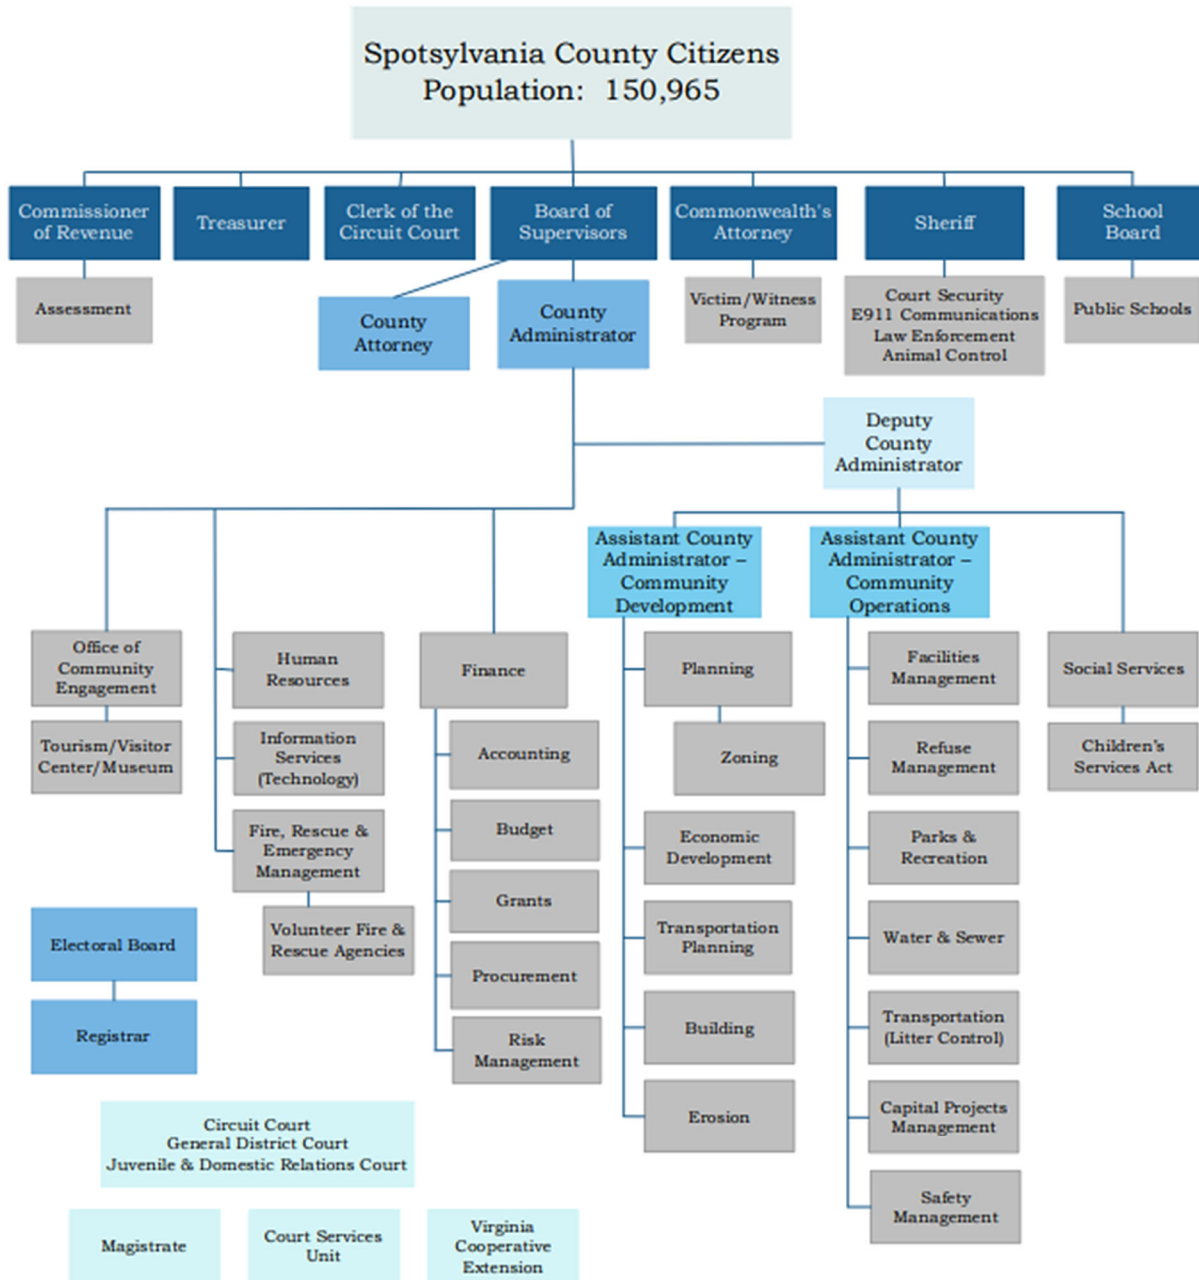 Spotsylvania County Citizens
Population:  150,965
Commissioner
of Revenue
Treasurer
Clerk of the
Circuit Court
Board of
Supervisors
Commonwealth's
Attorney
Sheriff
School
Board
Assessment
County
Attorney
County
Administrator
Victim/Witness
Program
Court Security
E911 Communications
Law Enforcement
Animal Control
Public Schools
Deputy
County
Administrator
Assistant County
Administrator –
Community
Development
Assistant County
Administrator –
Community
Operations
Office of
Community
Engagement
Tourism/Visitor
Center/Museum
Human
Resources
Information
Services
(Technology)
Fire, Rescue &
Emergency
Management
Volunteer Fire &
Rescue Agencies
Finance
Accounting
Budget
Grants
Procurement
Risk
Management
Planning
Zoning
Economic
Development
Transportation
Planning
Building
Erosion
Facilities
Management
Refuse
Management
Parks &
Recreation
Water & Sewer
Transportation
(Litter Control)
Capital Projects
Management
Safety
Management
Social Services
Children's
Services Act
Electoral Board
Registrar
Circuit Court
General District Court
Juvenile & Domestic Relations Court
Magistrate
Court Services
Unit
Virginia
Cooperative
Extension